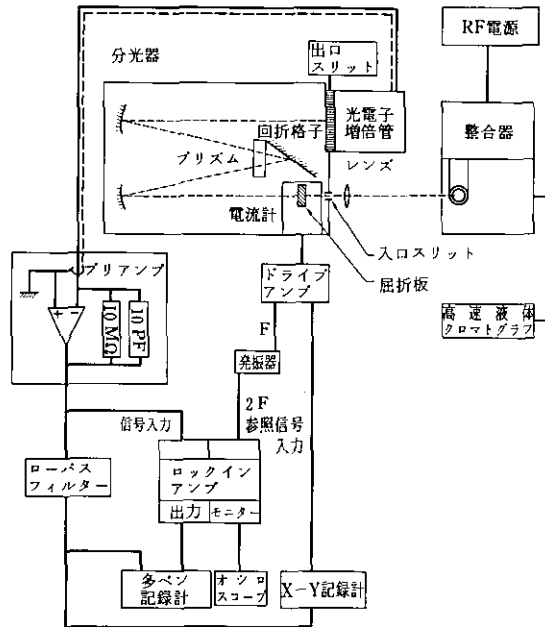 RF電源
分光器
出口
スリット
光電子
増倍管
整合器
回折格子
プリズム
レンズ
電流計
入口スリット
屈折板
プリアンプ
ドライブ
アンプ
+ -
10MΩ
10PF
F
高速液体
クロマトグラフ
発振器
2F
参照信号
入力
信号入力
ローパス
フィルター
ロックイン
アンプ
出力
モニター
多ペン
記録計
オシロ
スコープ
X-Y記録計